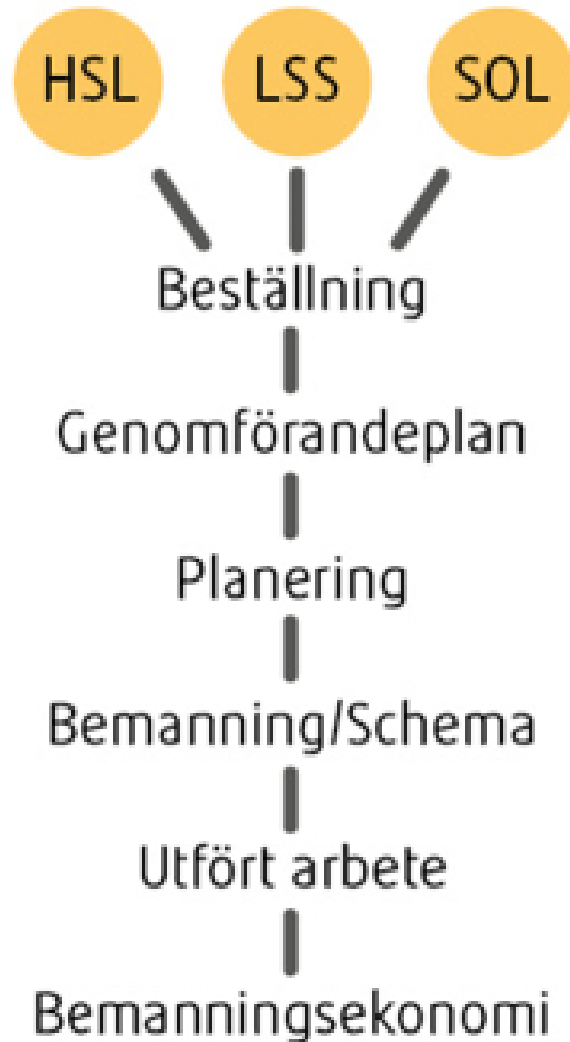 HSL LSS SOL
Beställning
Genomförandeplan
Planering
Bemanning/Schema
Utfört arbete
Bemanningsekonomi